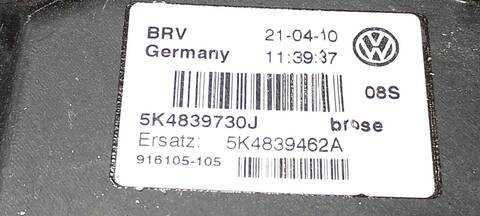 BRV 21-04-10
Germany 11:39:37
08S
5K4839730J brose
Ersatz: 5K4839462A
916105-105